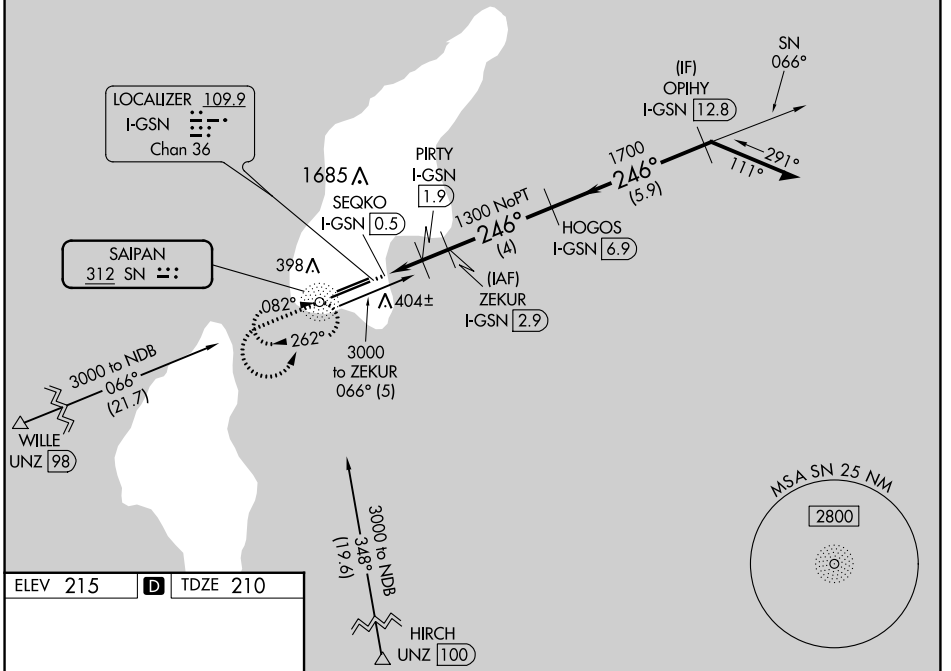 SN
066°
(IF)
OPIHY
I-GSN 12.8
LOCALIZER 109.9
I-GSN
Chan 36
291°
111°
1700
246°
(5.9)
PIRTY
I-GSN
1.9
1685
SEQKO
I-GSN 0.5
1300 NoPT
246°
(4)
HOGOS
I-GSN 6.9
SAIPAN
312 SN
398
(IAF)
ZEKUR
I-GSN 2.9
404±
082°
262°
3000
to ZEKUR
066° (5)
3000 to NDB
066°
(21.7)
WILLE
UNZ 98
MSA SN 25 NM
2800
3000 to NDB
348°
(19.6)
HIRCH
UNZ 100
ELEV 215 D TDZE 210